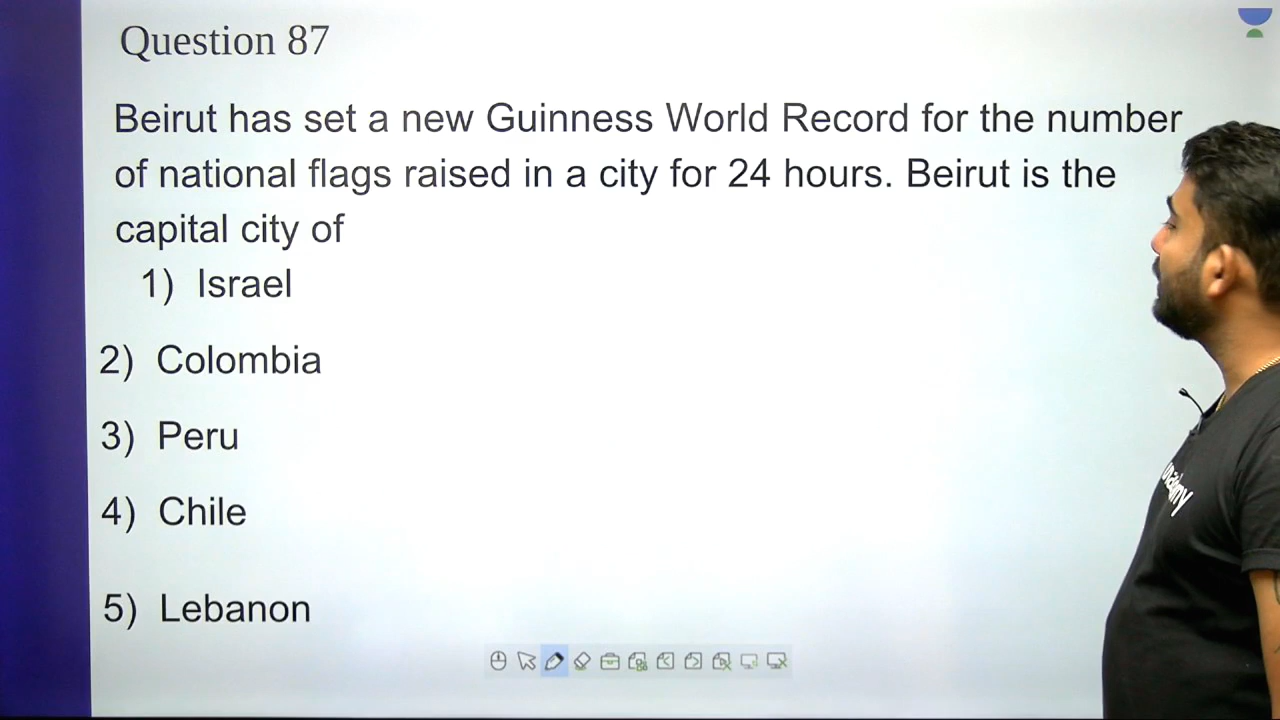 Question 87
Beirut has set a new Guinness World Record for the number
of national flags raised in a city for 24 hours. Beirut is the
capital city of
1) Israel
2) Colombia
3) Peru
4) Chile
5) Lebanon